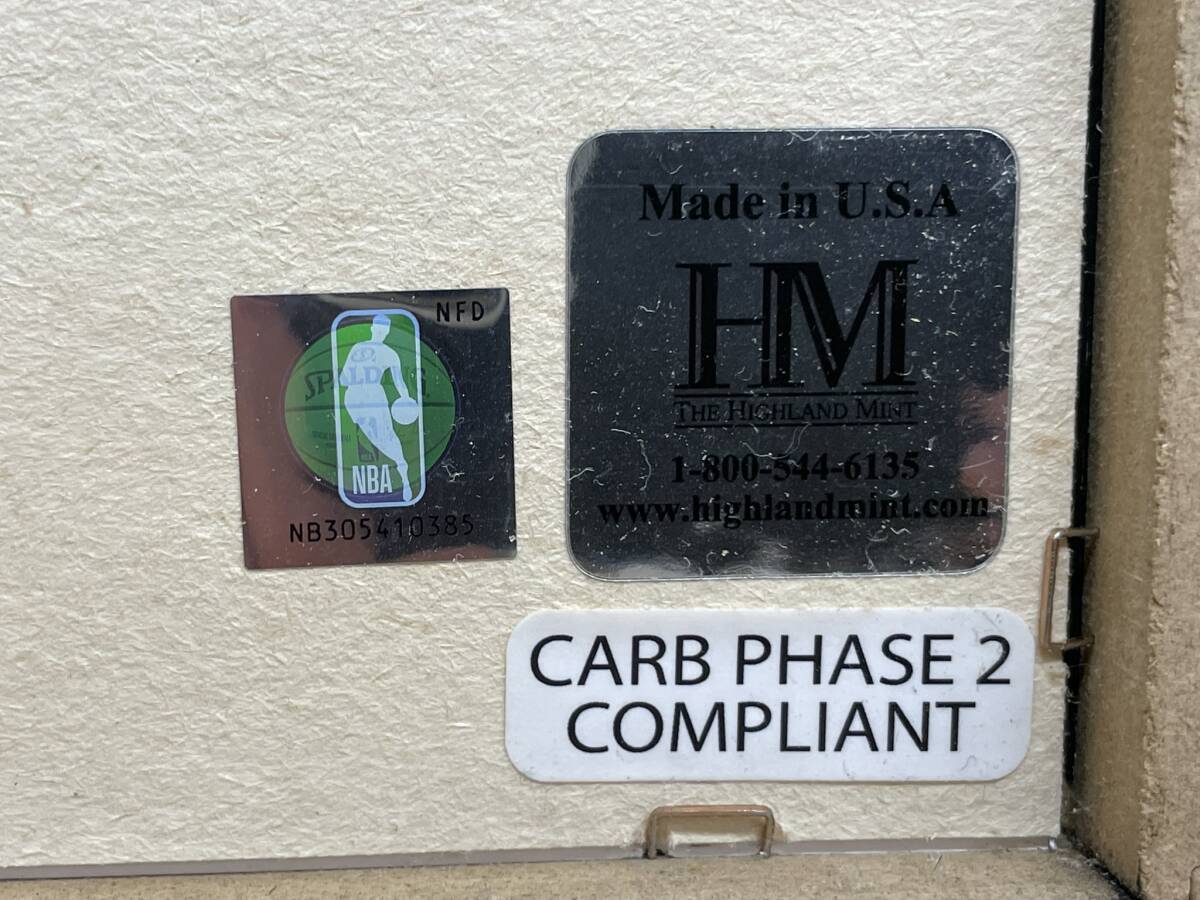 NFD
SPALDING
NBA
NB305410385
Made in U.S.A
HM
THE HIGHLAND MINT
1-800-544-6135
www.highlandmint.com
CARB PHASE 2
COMPLIANT